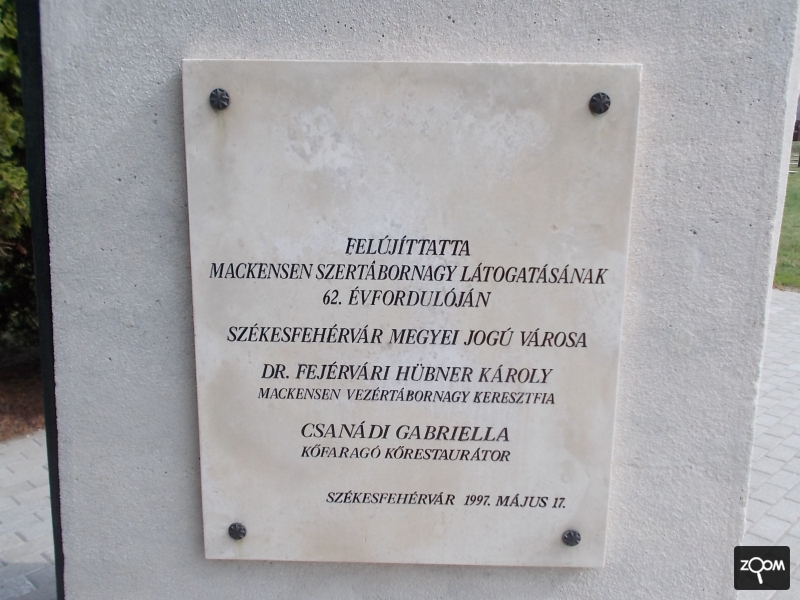 FELÚJÍTTATTA
MACKENSEN SZERTÁBORNAGY LÁTOGATÁSÁNAK
62. ÉVFORDULÓJÁN
SZÉKESFEHÉRVÁR MEGYEI JOGÚ VÁROSA
DR. FEJÉRVÁRI HÜBNER KÁROLY
MACKENSEN VEZÉRTÁBORNAGY KERESZTFIA
CSANÁDI GABRIELLA
KŐFARAGÓ KŐRESTAURÁTOR
SZÉKESFEHÉRVÁR 1997. MÁJUS 17.
ZOOM